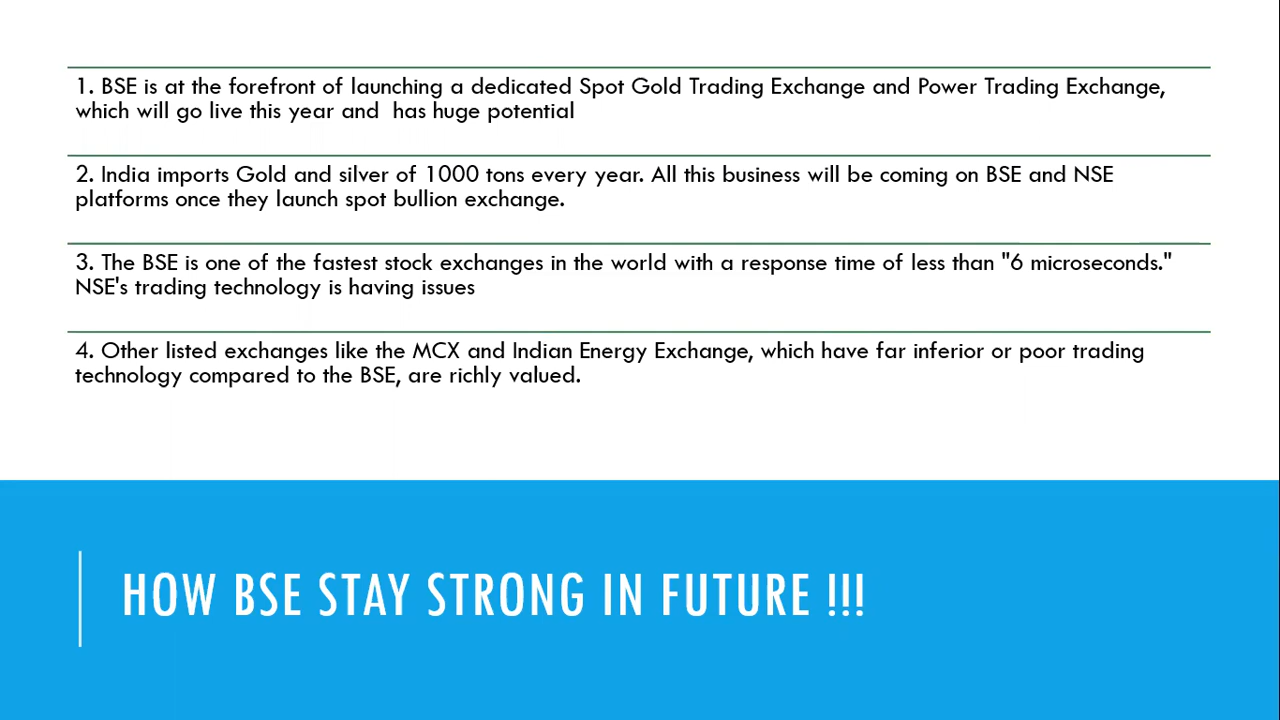 1. BSE is at the forefront of launching a dedicated Spot Gold Trading Exchange and Power Trading Exchange,
which will go live this year and  has huge potential
2. India imports Gold and silver of 1000 tons every year. All this business will be coming on BSE and NSE
platforms once they launch spot bullion exchange.
3. The BSE is one of the fastest stock exchanges in the world with a response time of less than "6 microseconds."
NSE's trading technology is having issues
4. Other listed exchanges like the MCX and Indian Energy Exchange, which have far inferior or poor trading
technology compared to the BSE, are richly valued.
HOW BSE STAY STRONG IN FUTURE !!!